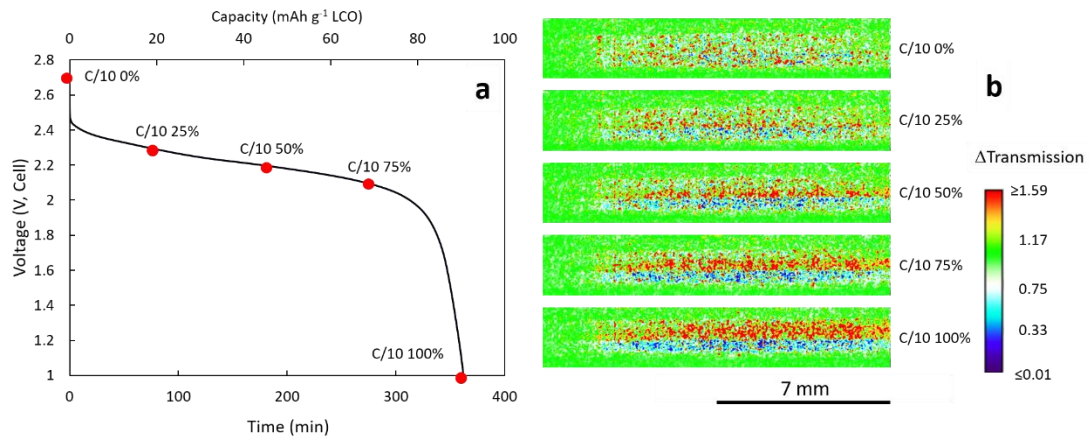 Capacity (mAh g⁻¹ LCO)
0 20 40 60 80 100
2.8
2.6
2.4
2.2
2
1.8
1.6
1.4
1.2
1
Voltage (V, Cell)
a
C/10 0%
C/10 25%
C/10 50%
C/10 75%
C/10 100%
0 100 200 300 400
Time (min)
b
C/10 0%
C/10 25%
C/10 50%
C/10 75%
C/10 100%
7 mm
ΔTransmission
≥1.59
1.17
0.75
0.33
≤0.01